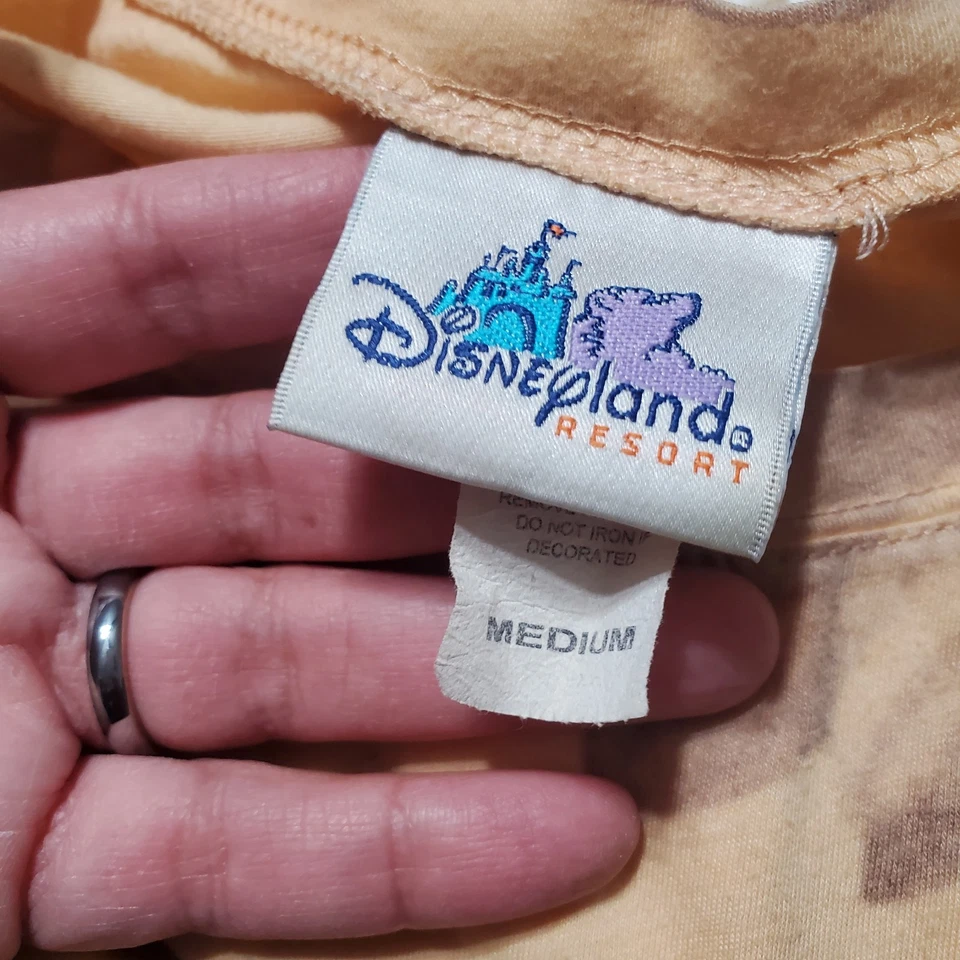 Disneyland®
RESORT
DO NOT IRON IF
DECORATED
MEDIUM